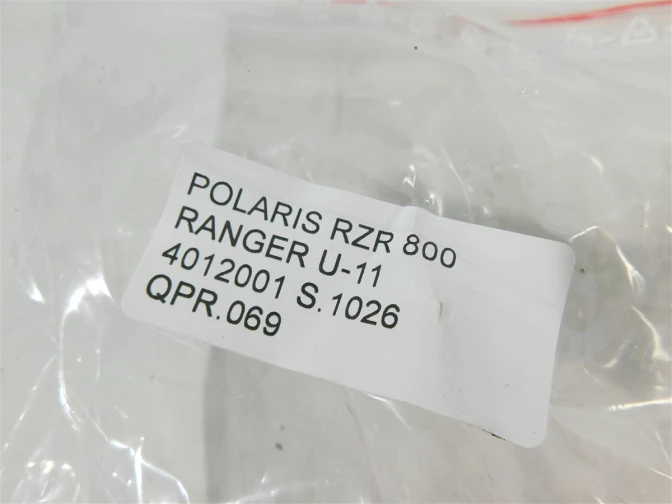 POLARIS RZR 800
RANGER U-11
4012001 S.1026
QPR.069